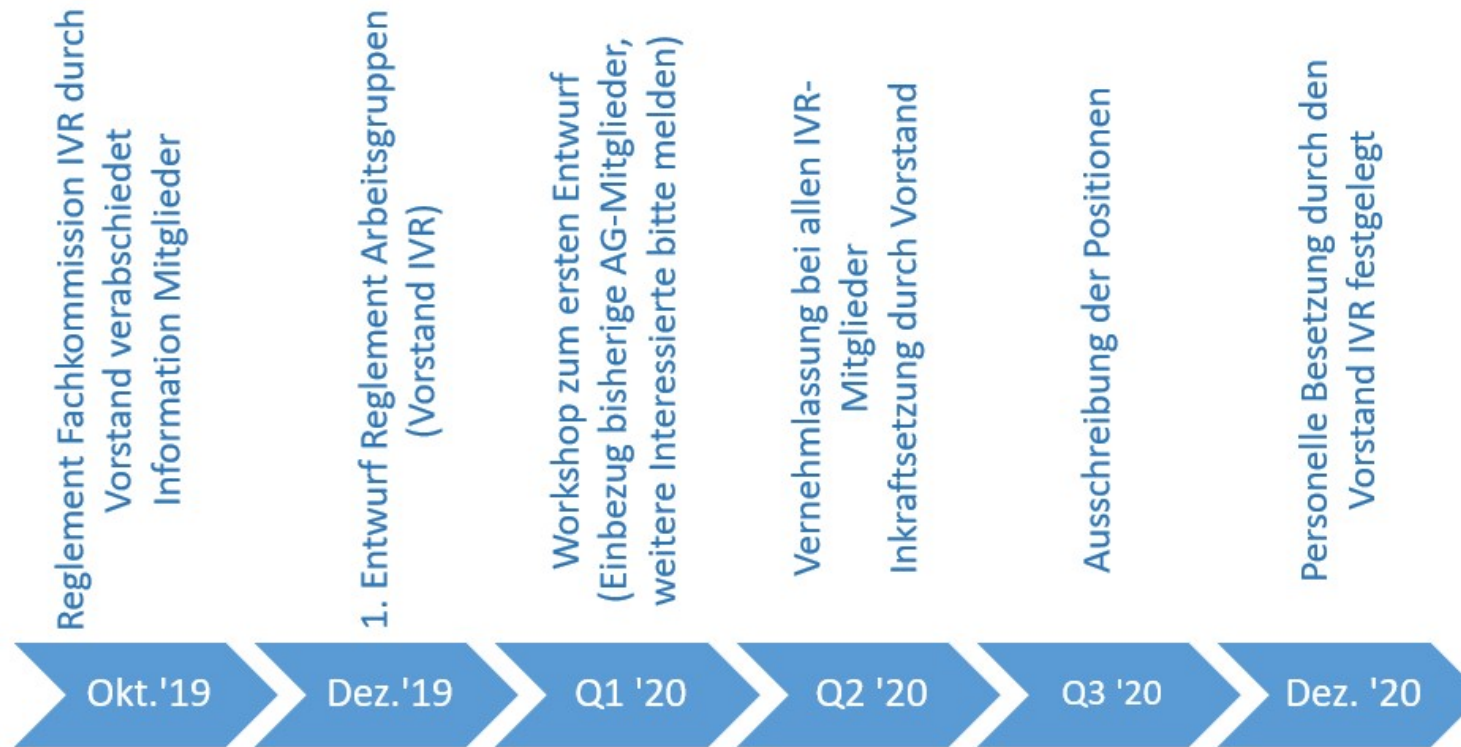 Reglement Fachkommission IVR durch
Vorstand verabschiedet
Information Mitglieder
1. Entwurf Reglement Arbeitsgruppen
(Vorstand IVR)
Workshop zum ersten Entwurf
(Einbezug bisherige AG-Mitglieder,
weitere Interessierte bitte melden)
Vernehmlassung bei allen IVR-
Mitglieder
Inkraftsetzung durch Vorstand
Ausschreibung der Positionen
Personelle Besetzung durch den
Vorstand IVR festgelegt
Okt.'19
Dez.'19
Q1 '20
Q2 '20
Q3 '20
Dez. '20